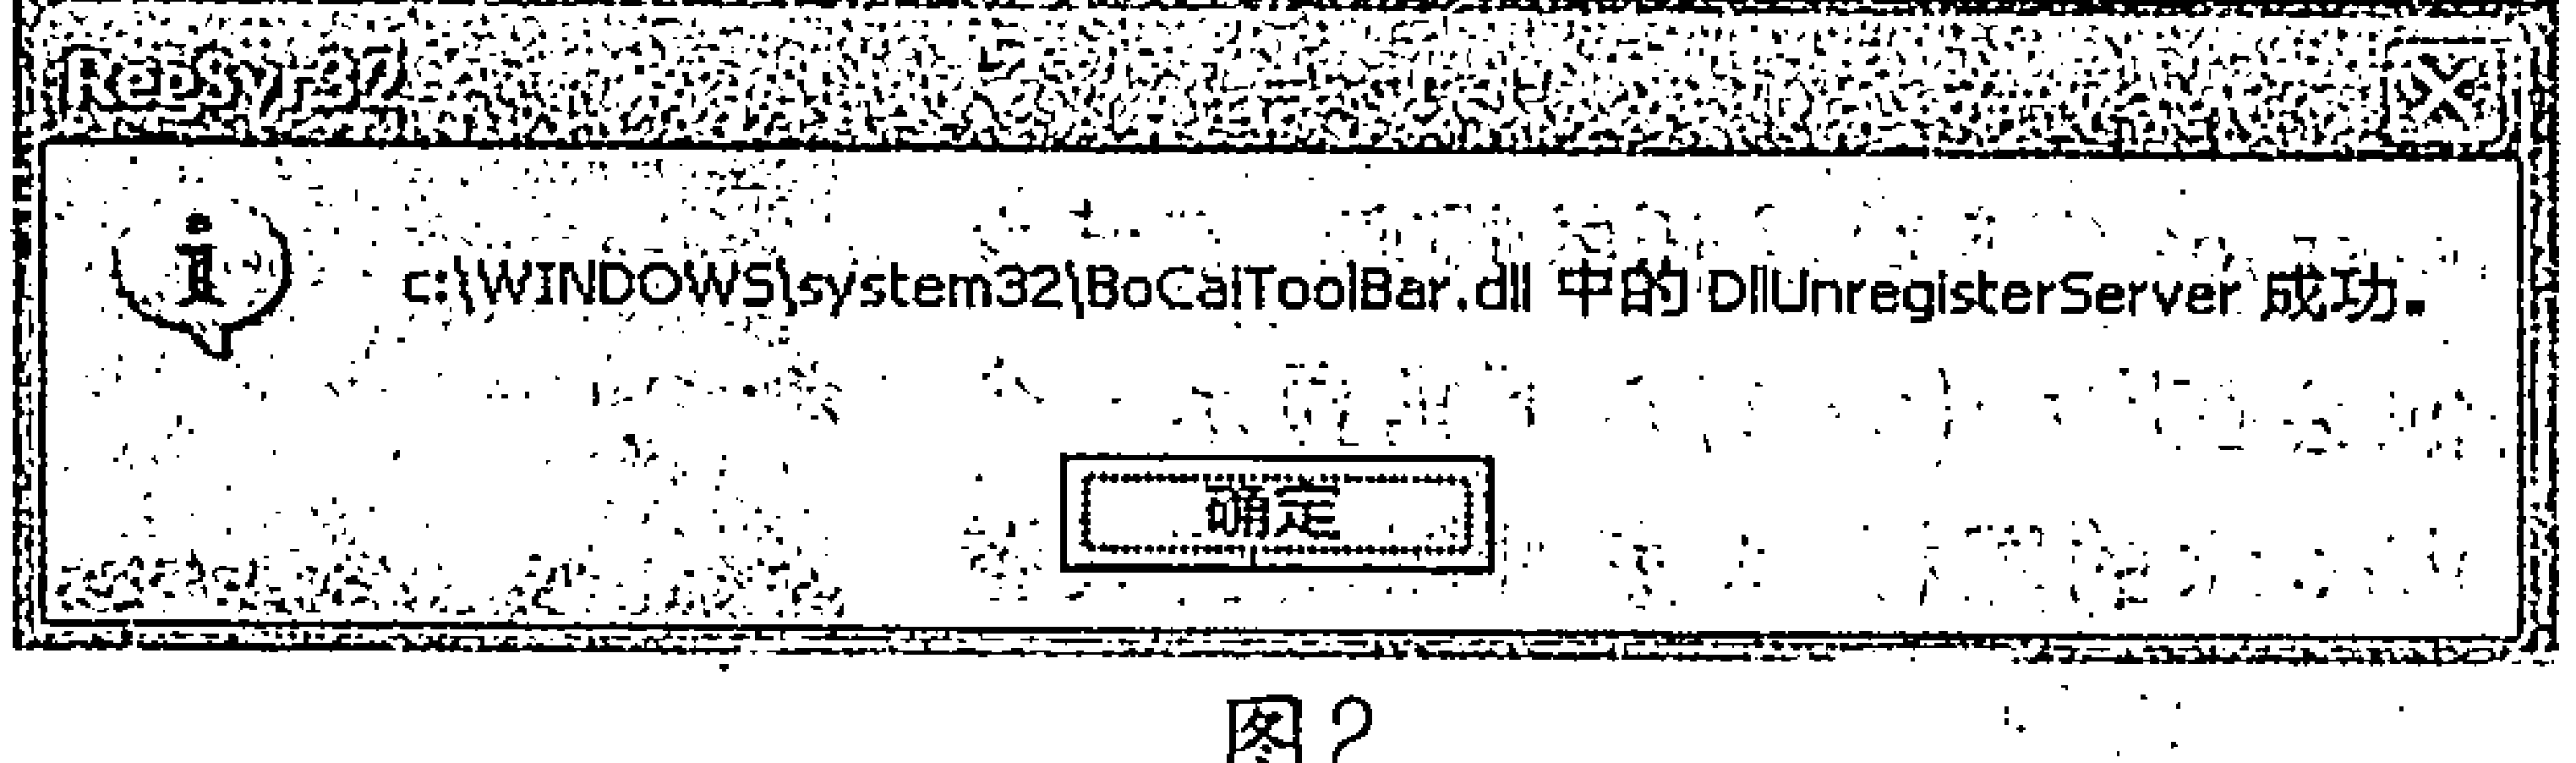 RegSvr32
c:\WINDOWS\system32\BoCaiToolBar.dll 中的 DllUnregisterServer 成功。
确定
图2